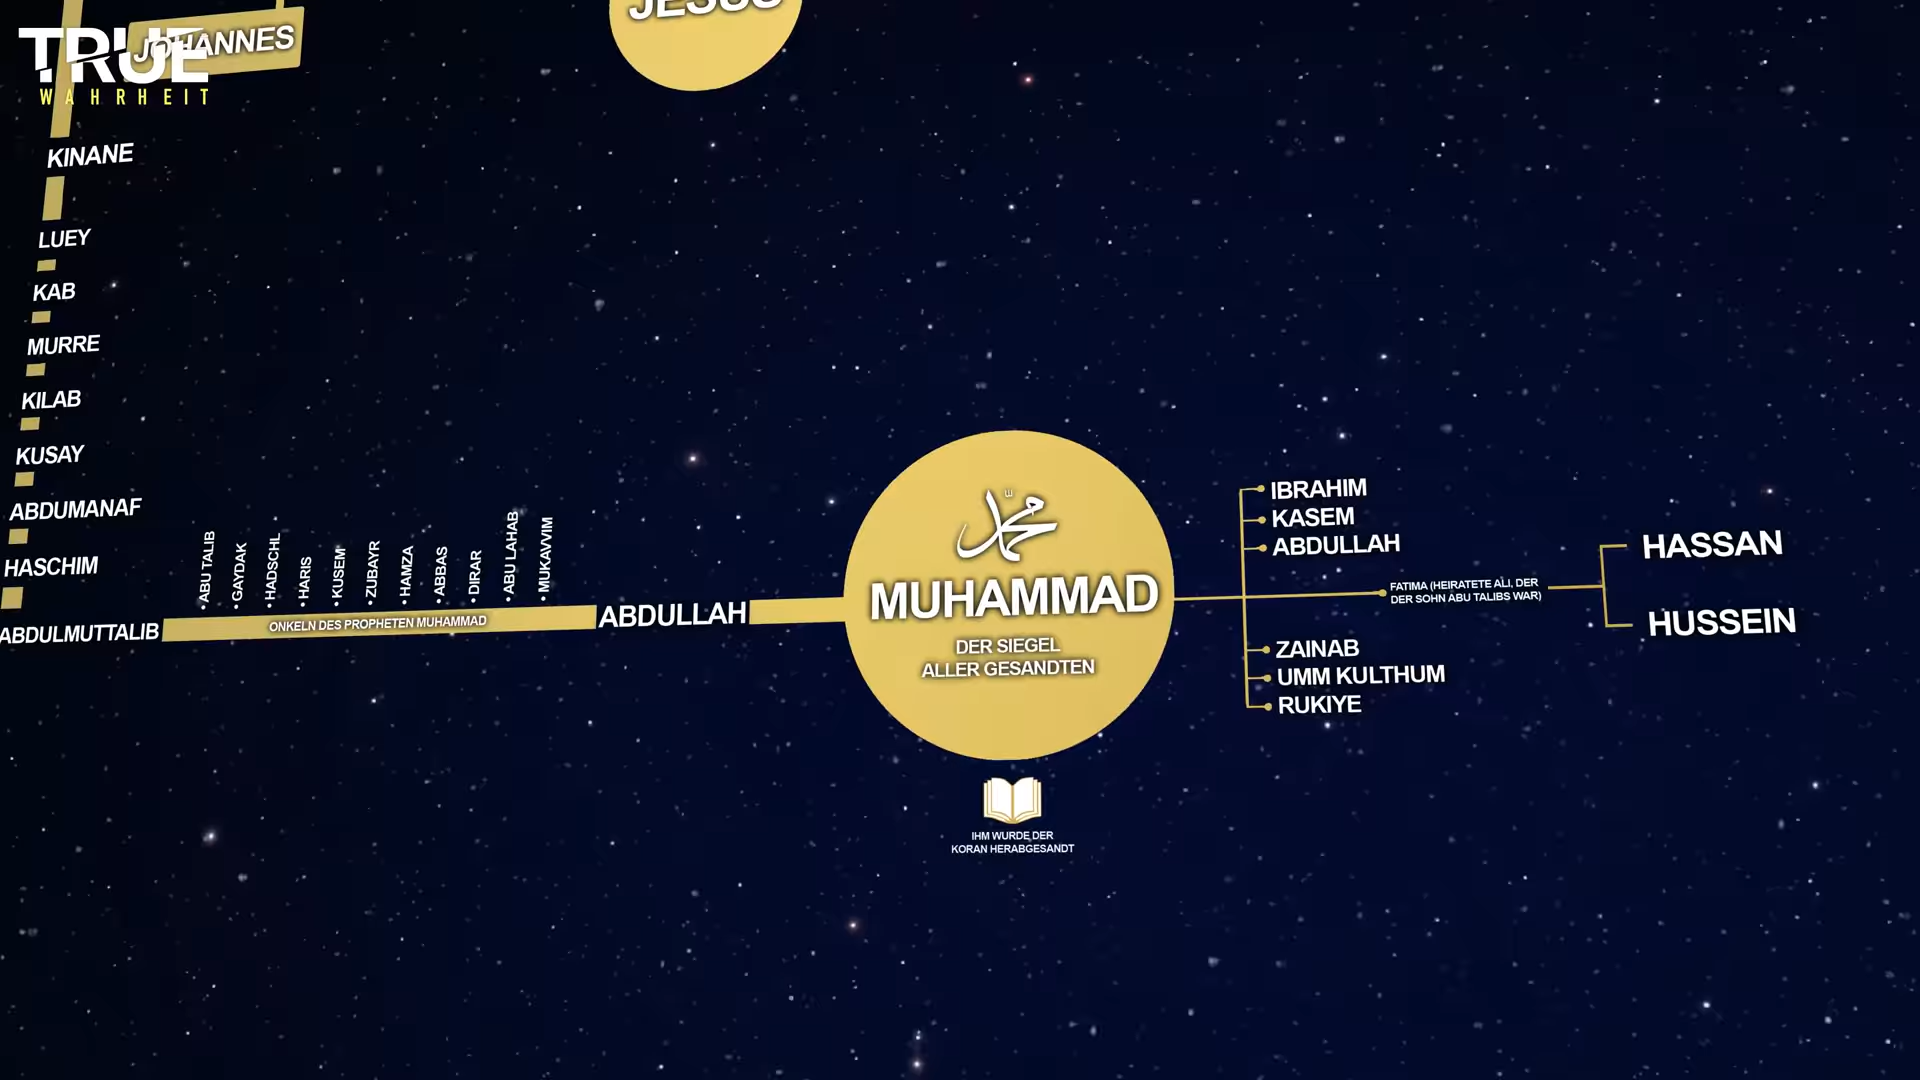 JESUS
JOHANNES
TRUE
WAHRHEIT
KINANE
LUEY
KAB
MURRE
KILAB
KUSAY
ABDUMANAF
HASCHIM
ABDULMUTTALIB
ABU TALIB
GAYDAK
HADSCHL
HARIS
KUSEM
ZUBAYR
HAMZA
ABBAS
DIRAR
ABU LAHAB
MUKAVVIM
ONKELN DES PROPHETEN MUHAMMAD
ABDULLAH
محمد
MUHAMMAD
DER SIEGEL
ALLER GESANDTEN
IHM WURDE DER
KORAN HERABGESANDT
IBRAHIM
KASEM
ABDULLAH
FATIMA (HEIRATETE ALI, DER
DER SOHN ABU TALIBS WAR)
ZAINAB
UMM KULTHUM
RUKIYE
HASSAN
HUSSEIN